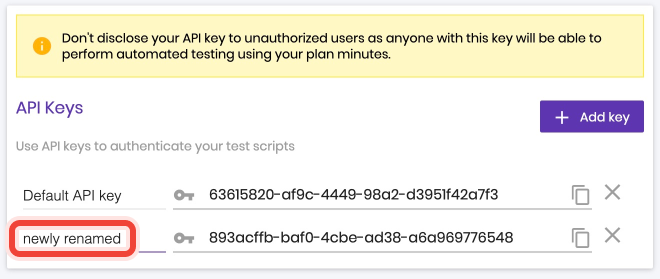 Don't disclose your API key to unauthorized users as anyone with this key will be able to
perform automated testing using your plan minutes.
API Keys
+ Add key
Use API keys to authenticate your test scripts
Default API key 63615820-af9c-4449-98a2-d3951f42a7f3
newly renamed 893acffb-baf0-4cbe-ad38-a6a969776548